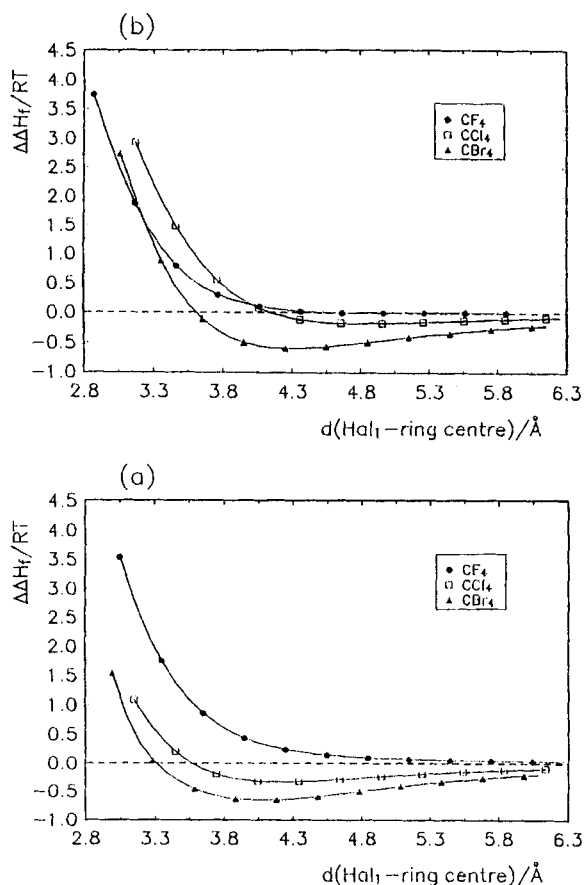 (b)
ΔΔH_f/RT
4.5
4.0
3.5
3.0
2.5
2.0
1.5
1.0
0.5
0.0
−0.5
−1.0
CF₄
CCl₄
CBr₄
2.8 3.3 3.8 4.3 4.8 5.3 5.8 6.3
d(Hal₁−ring centre)/Å
(a)
ΔΔH_f/RT
4.5
4.0
3.5
3.0
2.5
2.0
1.5
1.0
0.5
0.0
−0.5
−1.0
CF₄
CCl₄
CBr₄
2.8 3.3 3.8 4.3 4.8 5.3 5.8 6.3
d(Hal₁−ring centre)/Å